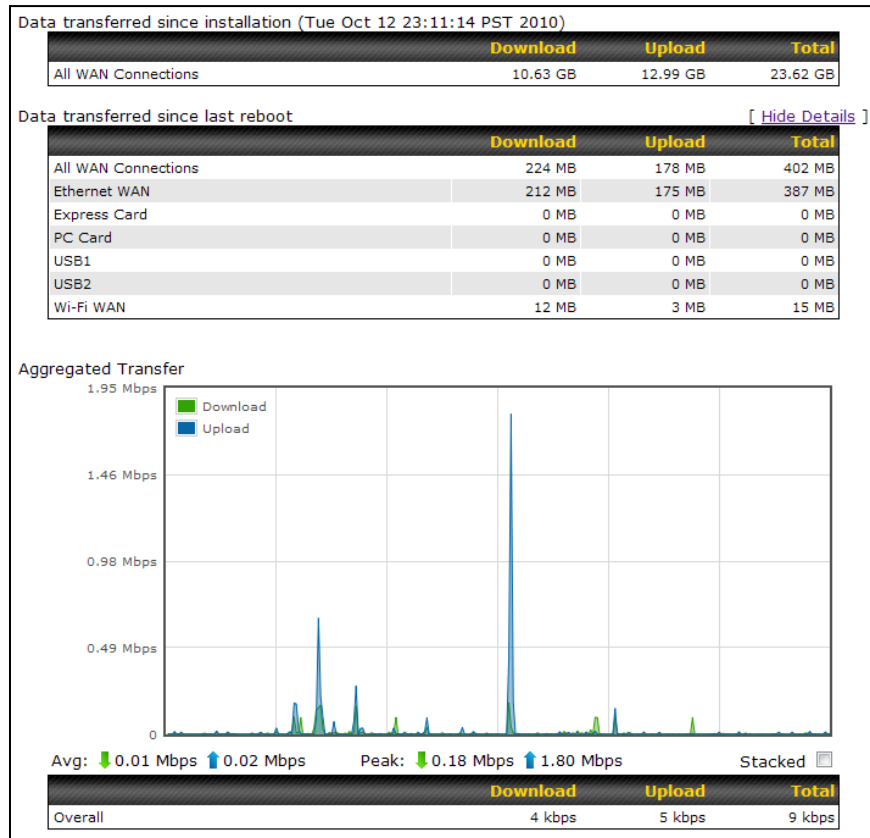 Data transferred since installation (Tue Oct 12 23:11:14 PST 2010)
Download Upload Total
All WAN Connections 10.63 GB 12.99 GB 23.62 GB
Data transferred since last reboot [ Hide Details ]
Download Upload Total
All WAN Connections 224 MB 178 MB 402 MB
Ethernet WAN 212 MB 175 MB 387 MB
Express Card 0 MB 0 MB 0 MB
PC Card 0 MB 0 MB 0 MB
USB1 0 MB 0 MB 0 MB
USB2 0 MB 0 MB 0 MB
Wi-Fi WAN 12 MB 3 MB 15 MB
Aggregated Transfer
1.95 Mbps
Download
Upload
1.46 Mbps
0.98 Mbps
0.49 Mbps
0
Avg: 0.01 Mbps 0.02 Mbps Peak: 0.18 Mbps 1.80 Mbps Stacked
Download Upload Total
Overall 4 kbps 5 kbps 9 kbps